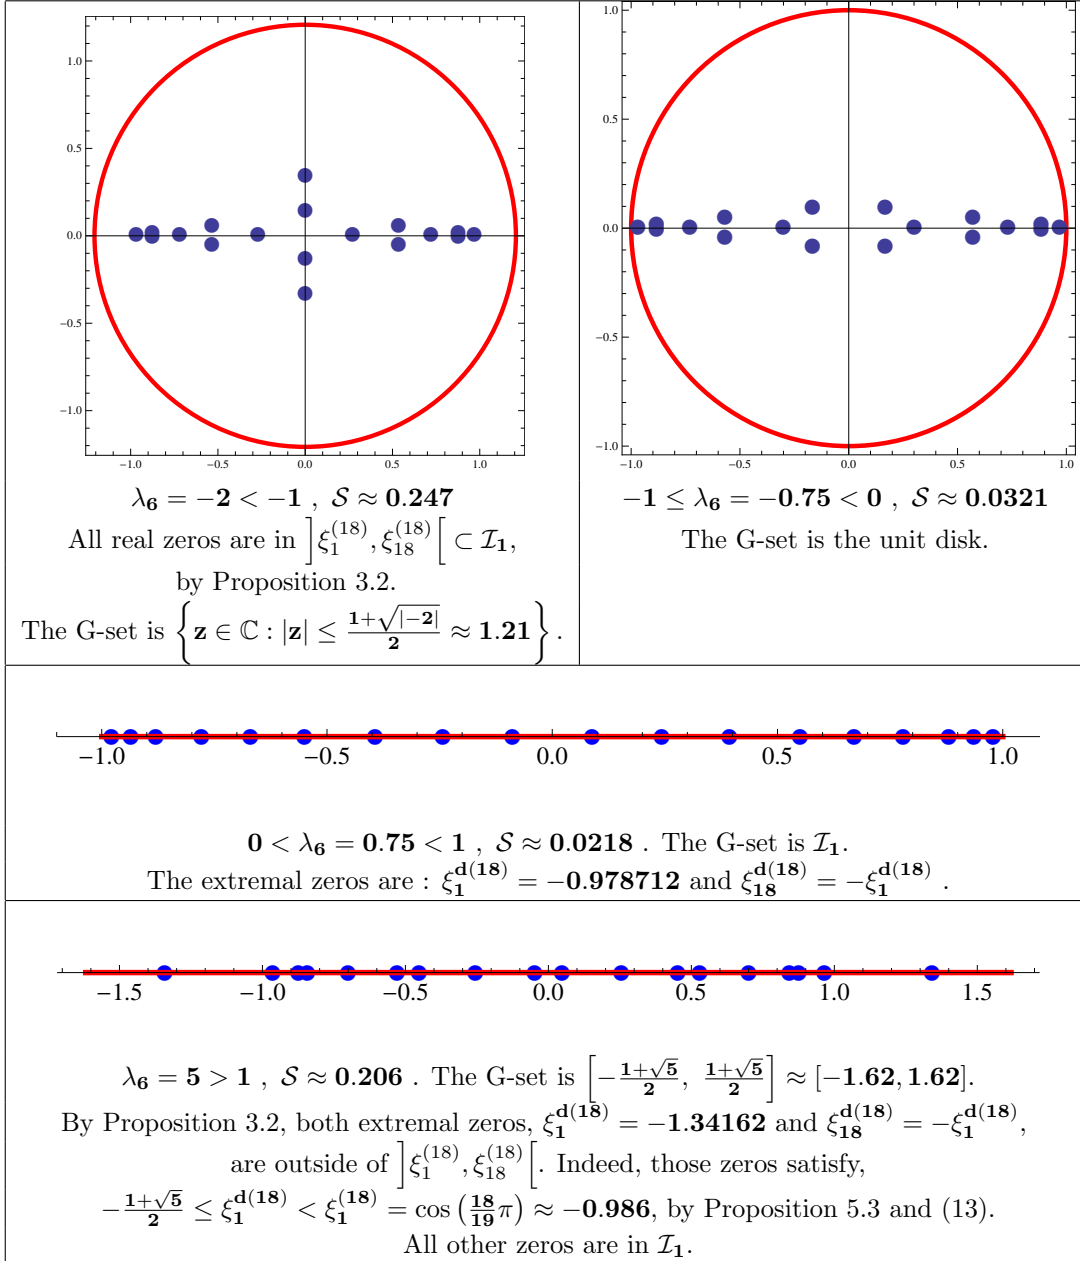 1.0
0.5
0.0
−0.5
−1.0
−1.0 −0.5 0.0 0.5 1.0
λ₆ = −2 < −1 , 𝒮 ≈ 0.247
All real zeros are in ]ξ₁⁽¹⁸⁾, ξ₁₈⁽¹⁸⁾[ ⊂ ℐ₁,
by Proposition 3.2.
The G-set is {z ∈ ℂ : |z| ≤ (1+√|−2|)/2 ≈ 1.21}.
1.0
0.5
0.0
−0.5
−1.0
−1.0 −0.5 0.0 0.5 1.0
−1 ≤ λ₆ = −0.75 < 0 , 𝒮 ≈ 0.0321
The G-set is the unit disk.
−1.0 −0.5 0.0 0.5 1.0
0 < λ₆ = 0.75 < 1 , 𝒮 ≈ 0.0218 . The G-set is ℐ₁.
The extremal zeros are : ξ₁ᵈ⁽¹⁸⁾ = −0.978712 and ξ₁₈ᵈ⁽¹⁸⁾ = −ξ₁ᵈ⁽¹⁸⁾ .
−1.5 −1.0 −0.5 0.0 0.5 1.0 1.5
λ₆ = 5 > 1 , 𝒮 ≈ 0.206 . The G-set is [−(1+√5)/2, (1+√5)/2] ≈ [−1.62, 1.62].
By Proposition 3.2, both extremal zeros, ξ₁ᵈ⁽¹⁸⁾ = −1.34162 and ξ₁₈ᵈ⁽¹⁸⁾ = −ξ₁ᵈ⁽¹⁸⁾,
are outside of ]ξ₁⁽¹⁸⁾, ξ₁₈⁽¹⁸⁾[. Indeed, those zeros satisfy,
−(1+√5)/2 ≤ ξ₁ᵈ⁽¹⁸⁾ < ξ₁⁽¹⁸⁾ = cos (18/19 π) ≈ −0.986, by Proposition 5.3 and (13).
All other zeros are in ℐ₁.